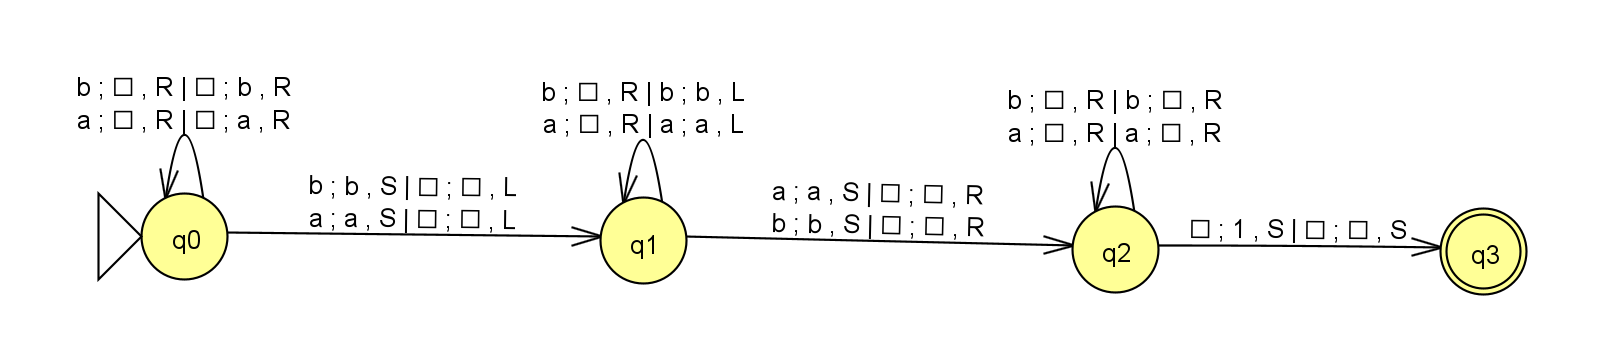 b ; □ , R | □ ; b , R
a ; □ , R | □ ; a , R
b ; □ , R | b ; b , L
a ; □ , R | a ; a , L
b ; □ , R | b ; □ , R
a ; □ , R | a ; □ , R
b ; b , S | □ ; □ , L
a ; a , S | □ ; □ , L
a ; a , S | □ ; □ , R
b ; b , S | □ ; □ , R
□ ; 1 , S | □ ; □ , S
q0
q1
q2
q3